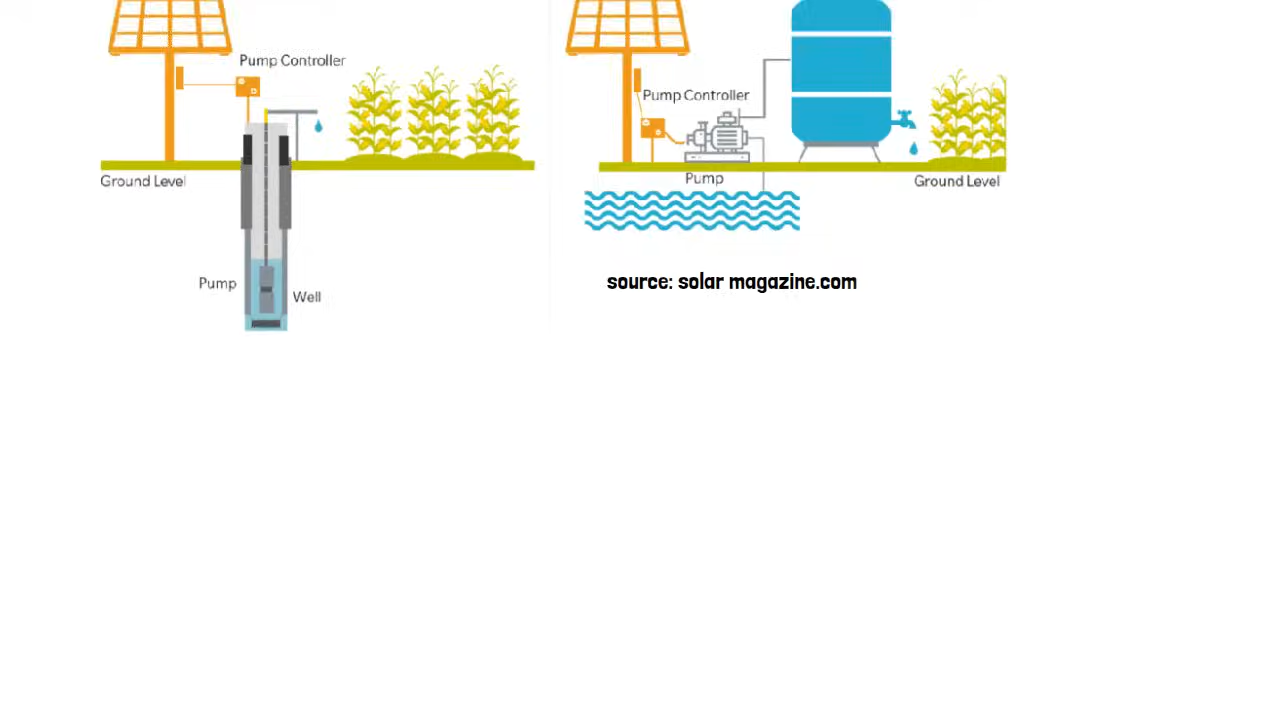 Pump Controller
Ground Level
Pump
Well
Pump Controller
Pump
Ground Level
source: solar magazine.com